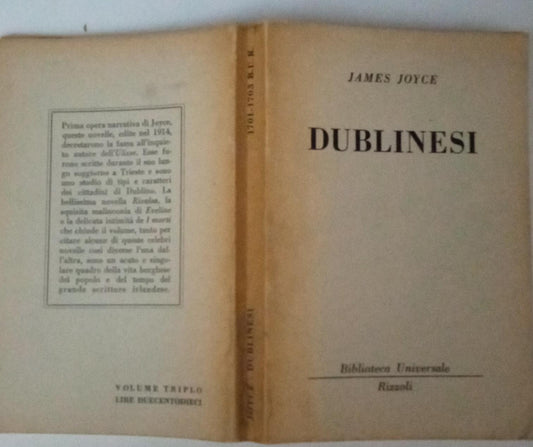 Prima opera narrativa di Joyce,
queste novelle, edite nel 1914,
decretarono la fama all'inquie-
to autore dell'Ulisse. Esse fu-
rono scritte durante il suo lun-
go soggiorno a Trieste e sono
uno studio di tipi e caratteri
dei cittadini di Dublino. La
bellissima novella Rivalsa, la
squisita malinconia di Eveline
e la delicata intimità de I morti
che chiude il volume, tanto per
citare alcune di queste celebri
novelle così diverse l'una dal-
l'altra, sono un acuto e singo-
lare quadro della vita borghese
del popolo e del tempo del
grande scrittore irlandese.
VOLUME TRIPLO
LIRE DUECENTODIECI
JOYCE DUBLINESI
1701-1703 B.U.R.
JAMES JOYCE
DUBLINESI
Biblioteca Universale
Rizzoli